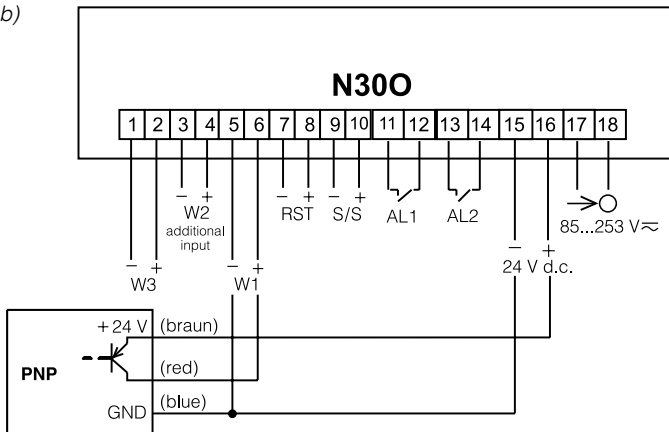 b)
N30O
1 2 3 4 5 6 7 8 9 10 11 12 13 14 15 16 17 18
− + − + − +
W2 RST S/S AL1 AL2
additional
input
85...253 V≂
− + − + − +
W3 W1 24 V d.c.
+ 24 V (braun)
PNP (red)
GND (blue)